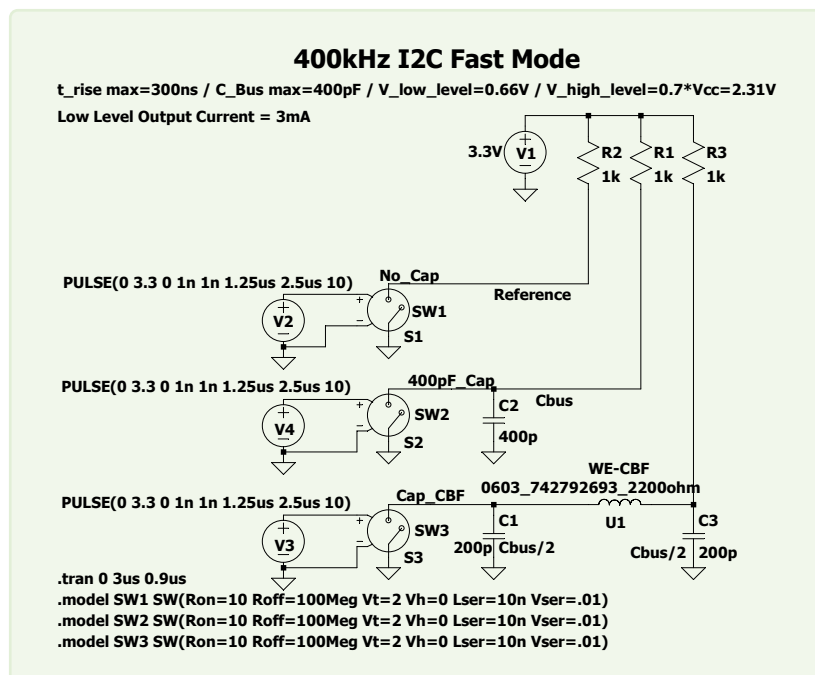 400kHz I2C Fast Mode
t_rise max=300ns / C_Bus max=400pF / V_low_level=0.66V / V_high_level=0.7*Vcc=2.31V
Low Level Output Current = 3mA
3.3V
V1
R2
1k
R1
1k
R3
1k
PULSE(0 3.3 0 1n 1n 1.25us 2.5us 10)
No_Cap
Reference
V2
SW1
S1
PULSE(0 3.3 0 1n 1n 1.25us 2.5us 10)
400pF_Cap
Cbus
V4
SW2
S2
C2
400p
WE-CBF
0603_742792693_2200ohm
PULSE(0 3.3 0 1n 1n 1.25us 2.5us 10)
Cap_CBF
V3
SW3
S3
C1
200p Cbus/2
U1
C3
Cbus/2 200p
.tran 0 3us 0.9us
.model SW1 SW(Ron=10 Roff=100Meg Vt=2 Vh=0 Lser=10n Vser=.01)
.model SW2 SW(Ron=10 Roff=100Meg Vt=2 Vh=0 Lser=10n Vser=.01)
.model SW3 SW(Ron=10 Roff=100Meg Vt=2 Vh=0 Lser=10n Vser=.01)